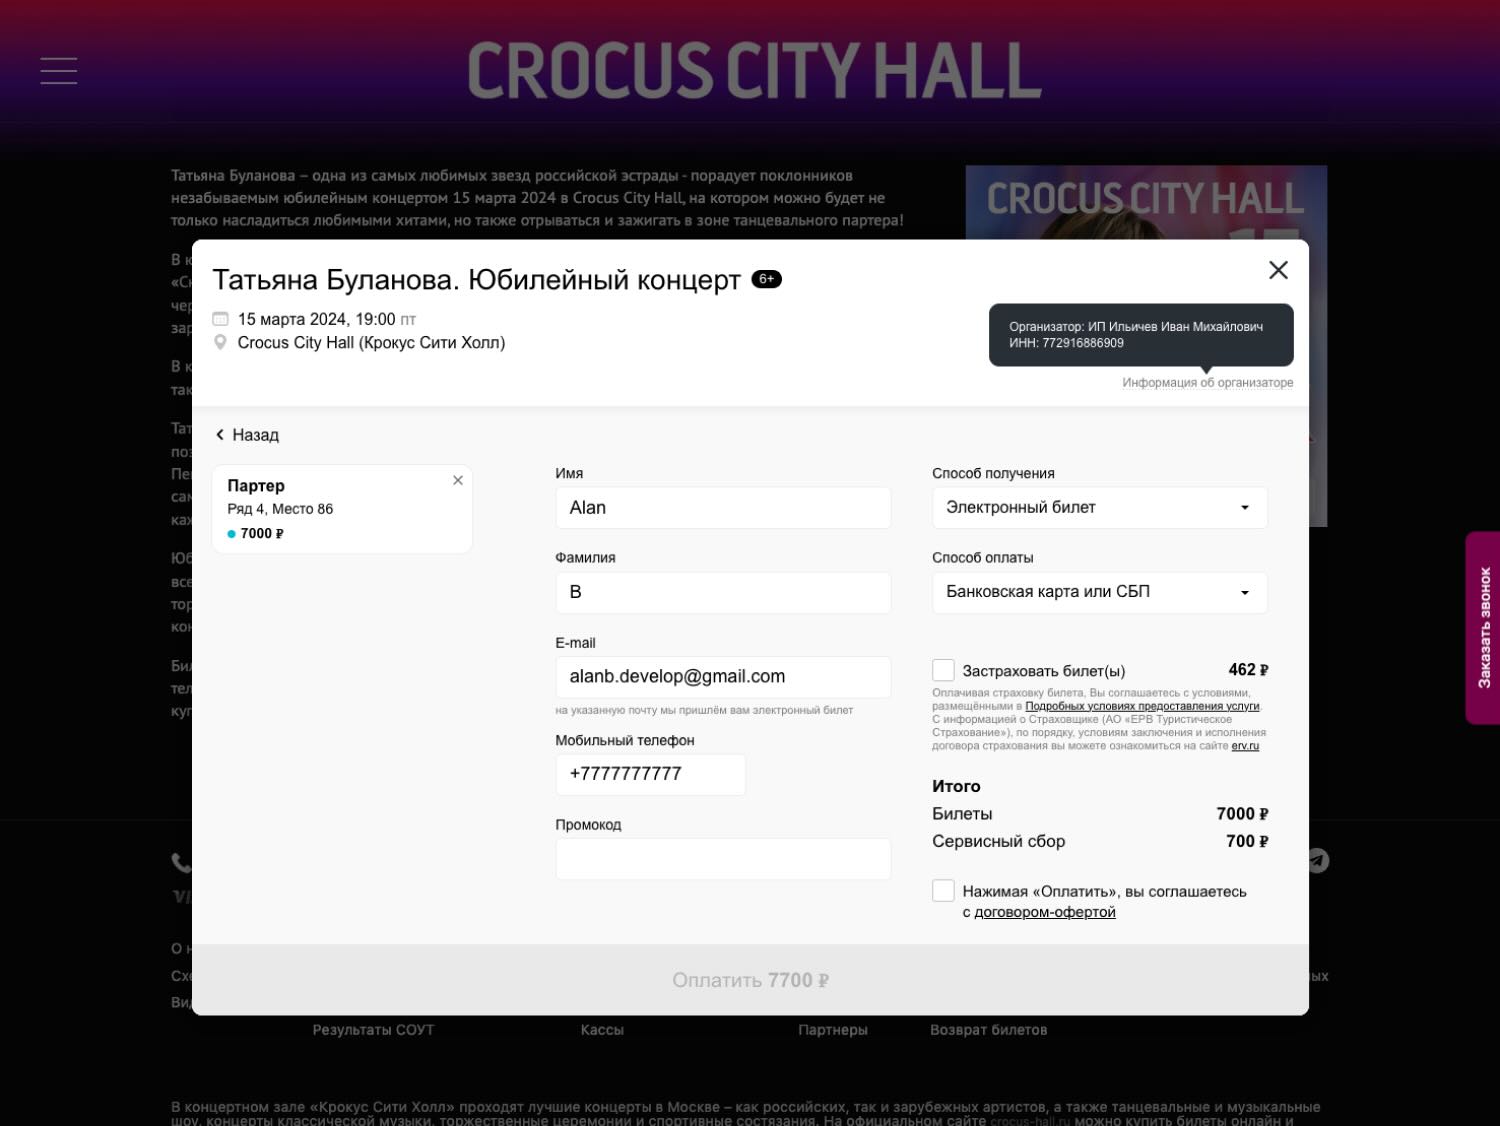 CROCUS CITY HALL
Татьяна Буланова – одна из самых любимых звезд российской эстрады - порадует поклонников
незабываемым юбилейным концертом 15 марта 2024 в Crocus City Hall, на котором можно будет не
только насладиться любимыми хитами, но также отрываться и зажигать в зоне танцевального партера!
CROCUS CITY HALL
Татьяна Буланова. Юбилейный концерт 6+
15 марта 2024, 19:00 пт
Crocus City Hall (Крокус Сити Холл)
Организатор: ИП Ильичев Иван Михайлович
ИНН: 772916886909
Информация об организаторе
Назад
Партер
Ряд 4, Место 86
7000 ₽
Имя
Alan
Фамилия
B
E-mail
alanb.develop@gmail.com
на указанную почту мы пришлём вам электронный билет
Мобильный телефон
+7777777777
Промокод
Способ получения
Электронный билет
Способ оплаты
Банковская карта или СБП
Застраховать билет(ы) 462 ₽
Оплачивая страховку билета, Вы соглашаетесь с условиями,
размещёнными в Подробных условиях предоставления услуги.
С информацией о Страховщике (АО «ЕРВ Туристическое
Страхование»), по порядку, условиям заключения и исполнения
договора страхования вы можете ознакомиться на сайте erv.ru
Итого
Билеты 7000 ₽
Сервисный сбор 700 ₽
Нажимая «Оплатить», вы соглашаетесь
с договором-офертой
Оплатить 7700 ₽
Заказать звонок
Результаты СОУТ Кассы Партнеры Возврат билетов
В концертном зале «Крокус Сити Холл» проходят лучшие концерты в Москве – как российских, так и зарубежных артистов, а также танцевальные и музыкальные
шоу, концерты классической музыки, торжественные церемонии и спортивные состязания. На официальном сайте crocus-hall.ru можно купить билеты онлайн и